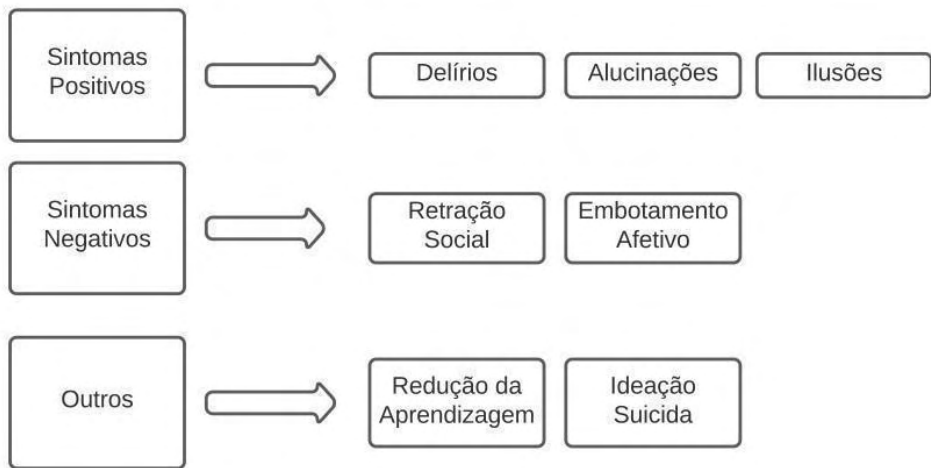 Sintomas
Positivos
Delírios
Alucinações
Ilusões
Sintomas
Negativos
Retração
Social
Embotamento
Afetivo
Outros
Redução da
Aprendizagem
Ideação
Suicida